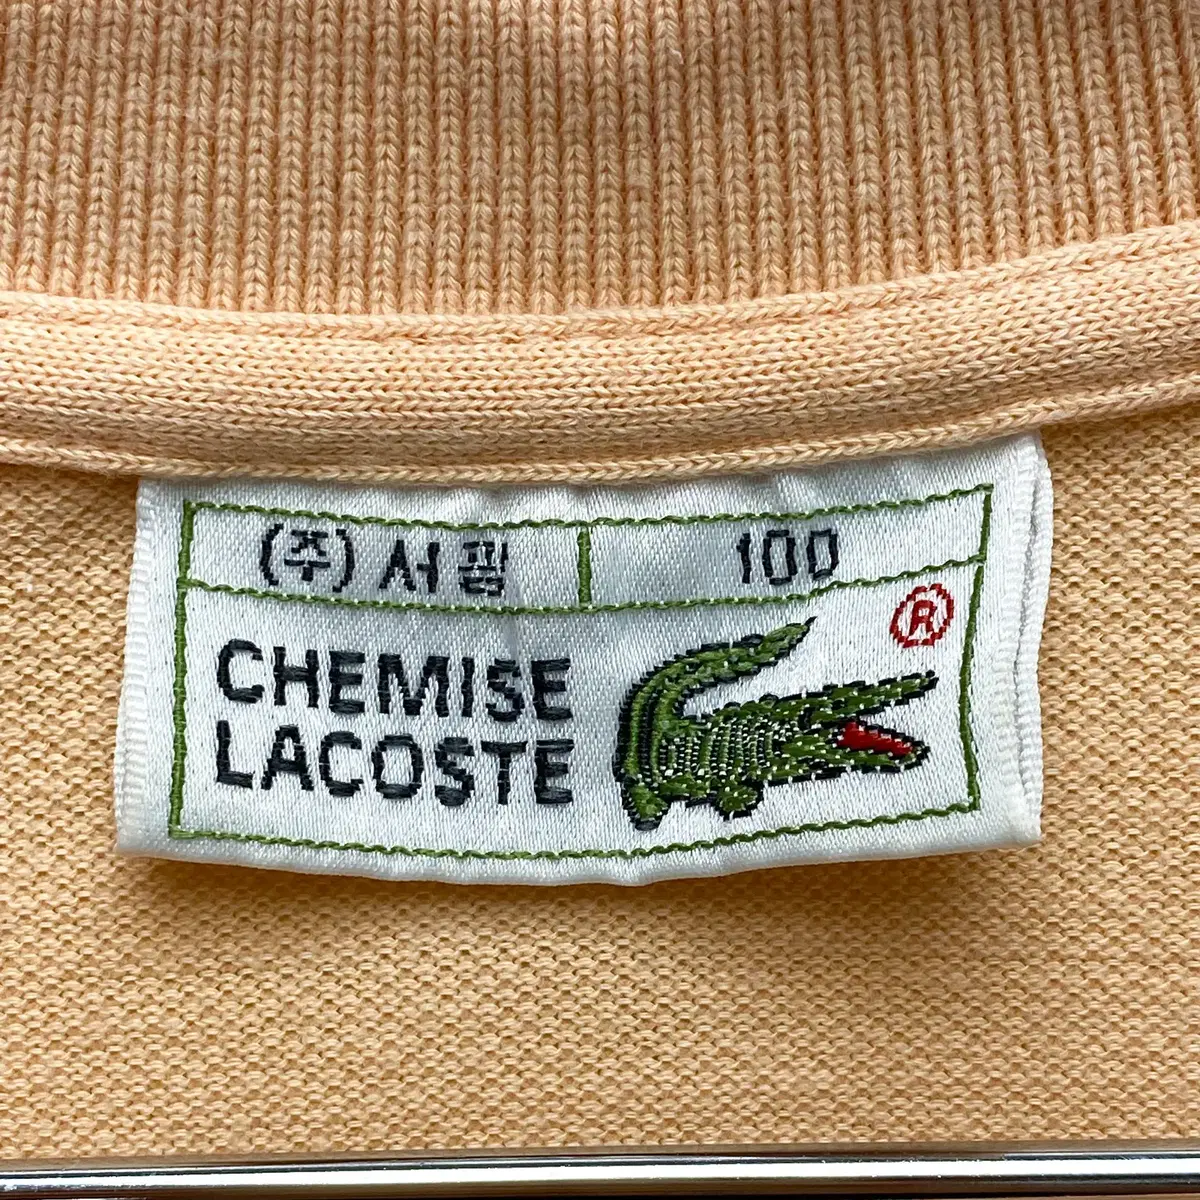 (주) 서광 100
®
CHEMISE
LACOSTE